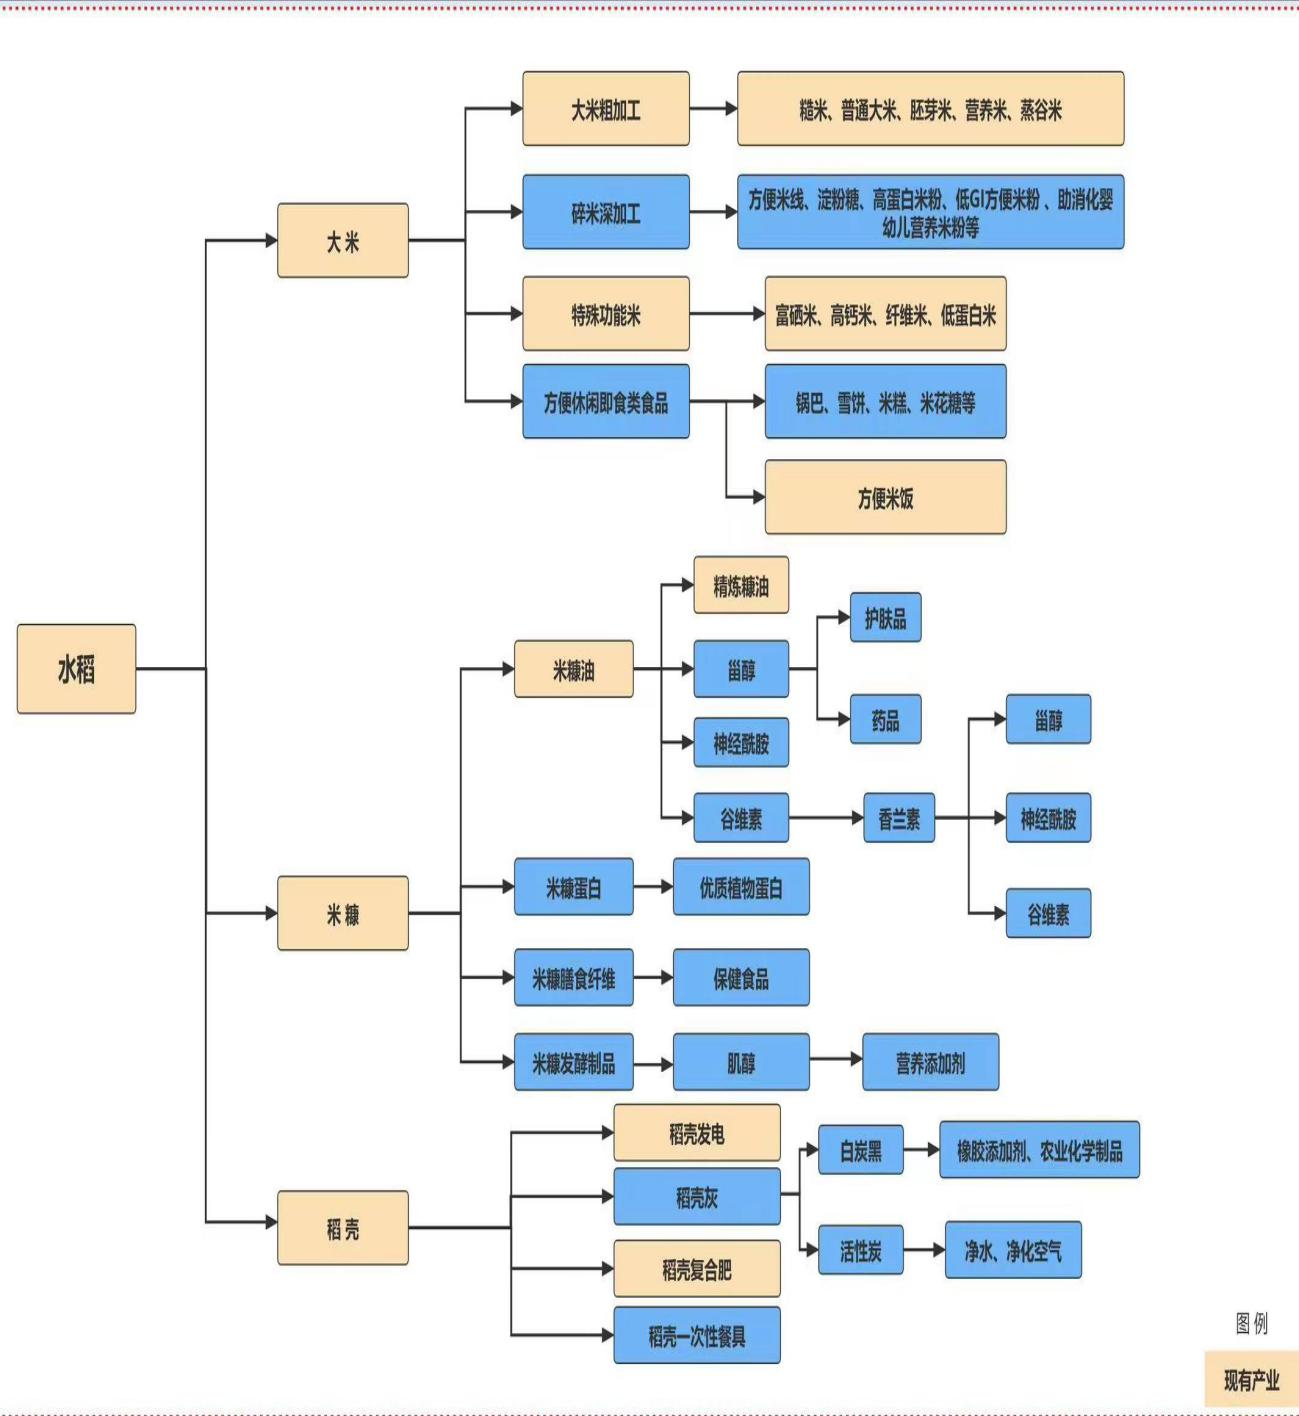 大米粗加工
糙米、普通大米、胚芽米、营养米、蒸谷米
碎米深加工
方便米线、淀粉糖、高蛋白米粉、低GI方便米粉 、助消化婴
幼儿营养米粉等
大 米
特殊功能米
富硒米、高钙米、纤维米、低蛋白米
方便休闲即食类食品
锅巴、雪饼、米糕、米花糖等
方便米饭
水稻
精炼糠油
护肤品
米糠油
甾醇
药品
甾醇
神经酰胺
谷维素
香兰素
神经酰胺
米糠蛋白
优质植物蛋白
米 糠
谷维素
米糠膳食纤维
保健食品
米糠发酵制品
肌醇
营养添加剂
稻壳发电
白炭黑
橡胶添加剂、农业化学制品
稻壳灰
稻 壳
活性炭
净水、净化空气
稻壳复合肥
稻壳一次性餐具
图 例
现有产业